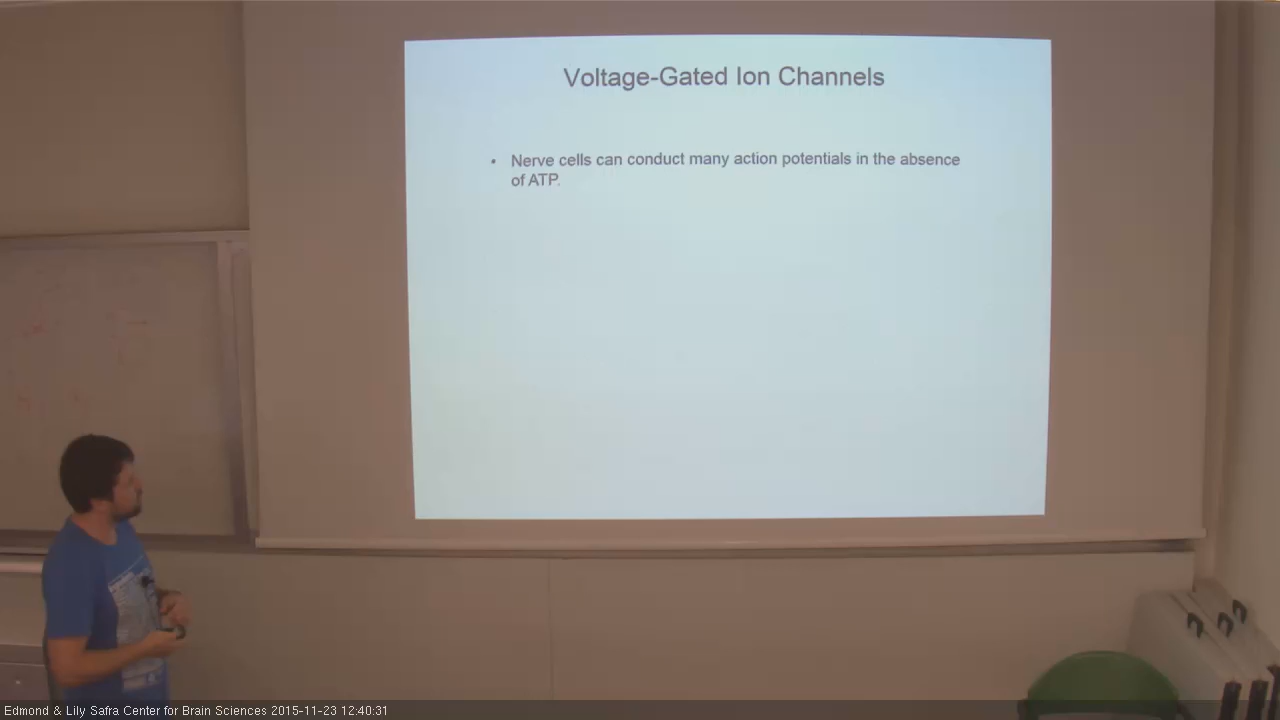 Voltage-Gated Ion Channels
• Nerve cells can conduct many action potentials in the absence
of ATP.
Edmond & Lily Safra Center for Brain Sciences 2015-11-23 12:40:31